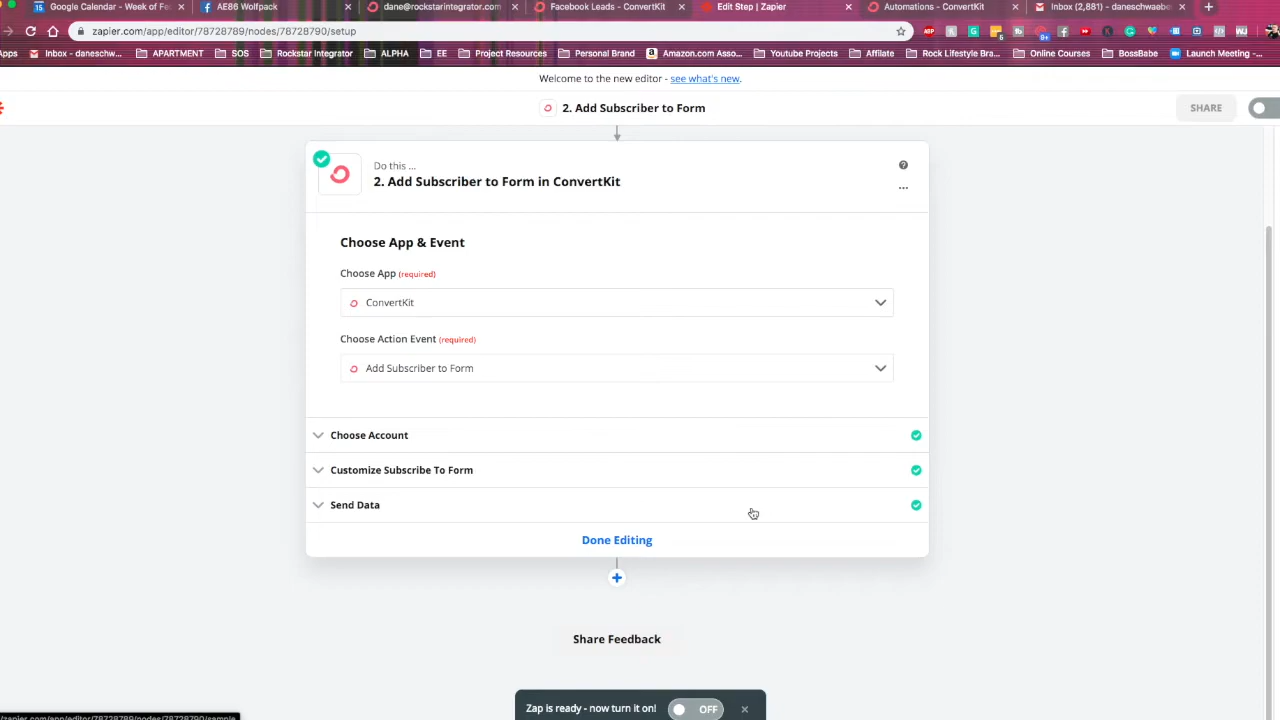 Google Calendar - Week of Fe
AE86 Wolfpack
dane@rockstarintegrator.com
Facebook Leads - ConvertKit
Edit Step | Zapier
Automations - ConvertKit
Inbox (2,881) - daneschwaeber
zapier.com/app/editor/78728789/nodes/78728790/setup
Apps
Inbox - daneschw...
APARTMENT
SOS
Rockstar Integrator
ALPHA
EE
Project Resources
Personal Brand
Amazon.com Asso...
Youtube Projects
Affilate
Rock Lifestyle Bra...
Online Courses
BossBabe
Launch Meeting -...
Welcome to the new editor - see what's new.
2. Add Subscriber to Form
SHARE
Do this ...
2. Add Subscriber to Form in ConvertKit
Choose App & Event
Choose App (required)
ConvertKit
Choose Action Event (required)
Add Subscriber to Form
Choose Account
Customize Subscribe To Form
Send Data
Done Editing
Share Feedback
Zap is ready - now turn it on!
OFF
/zapier.com/app/editor/78728789/nodes/78728790/sample